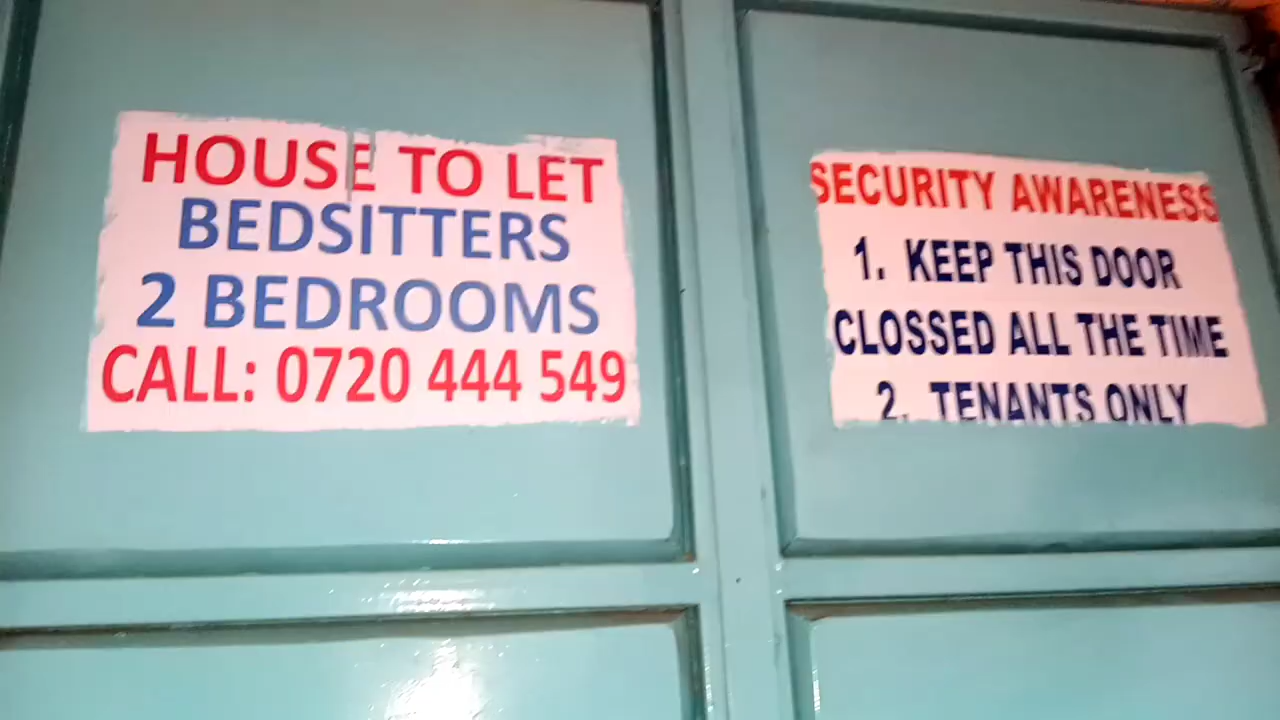 HOUSE TO LET
BEDSITTERS
2 BEDROOMS
CALL: 0720 444 549
SECURITY AWARENESS
1. KEEP THIS DOOR
CLOSSED ALL THE TIME
2. TENANTS ONLY